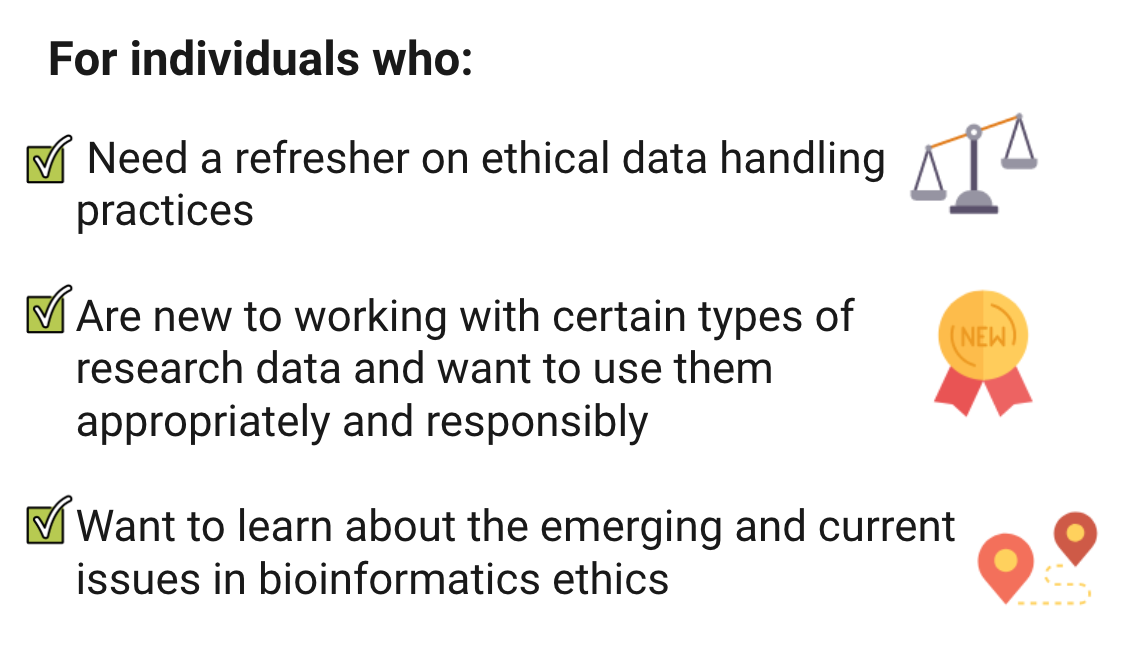 For individuals who:
Need a refresher on ethical data handling
practices
Are new to working with certain types of
research data and want to use them
appropriately and responsibly
NEW
Want to learn about the emerging and current
issues in bioinformatics ethics